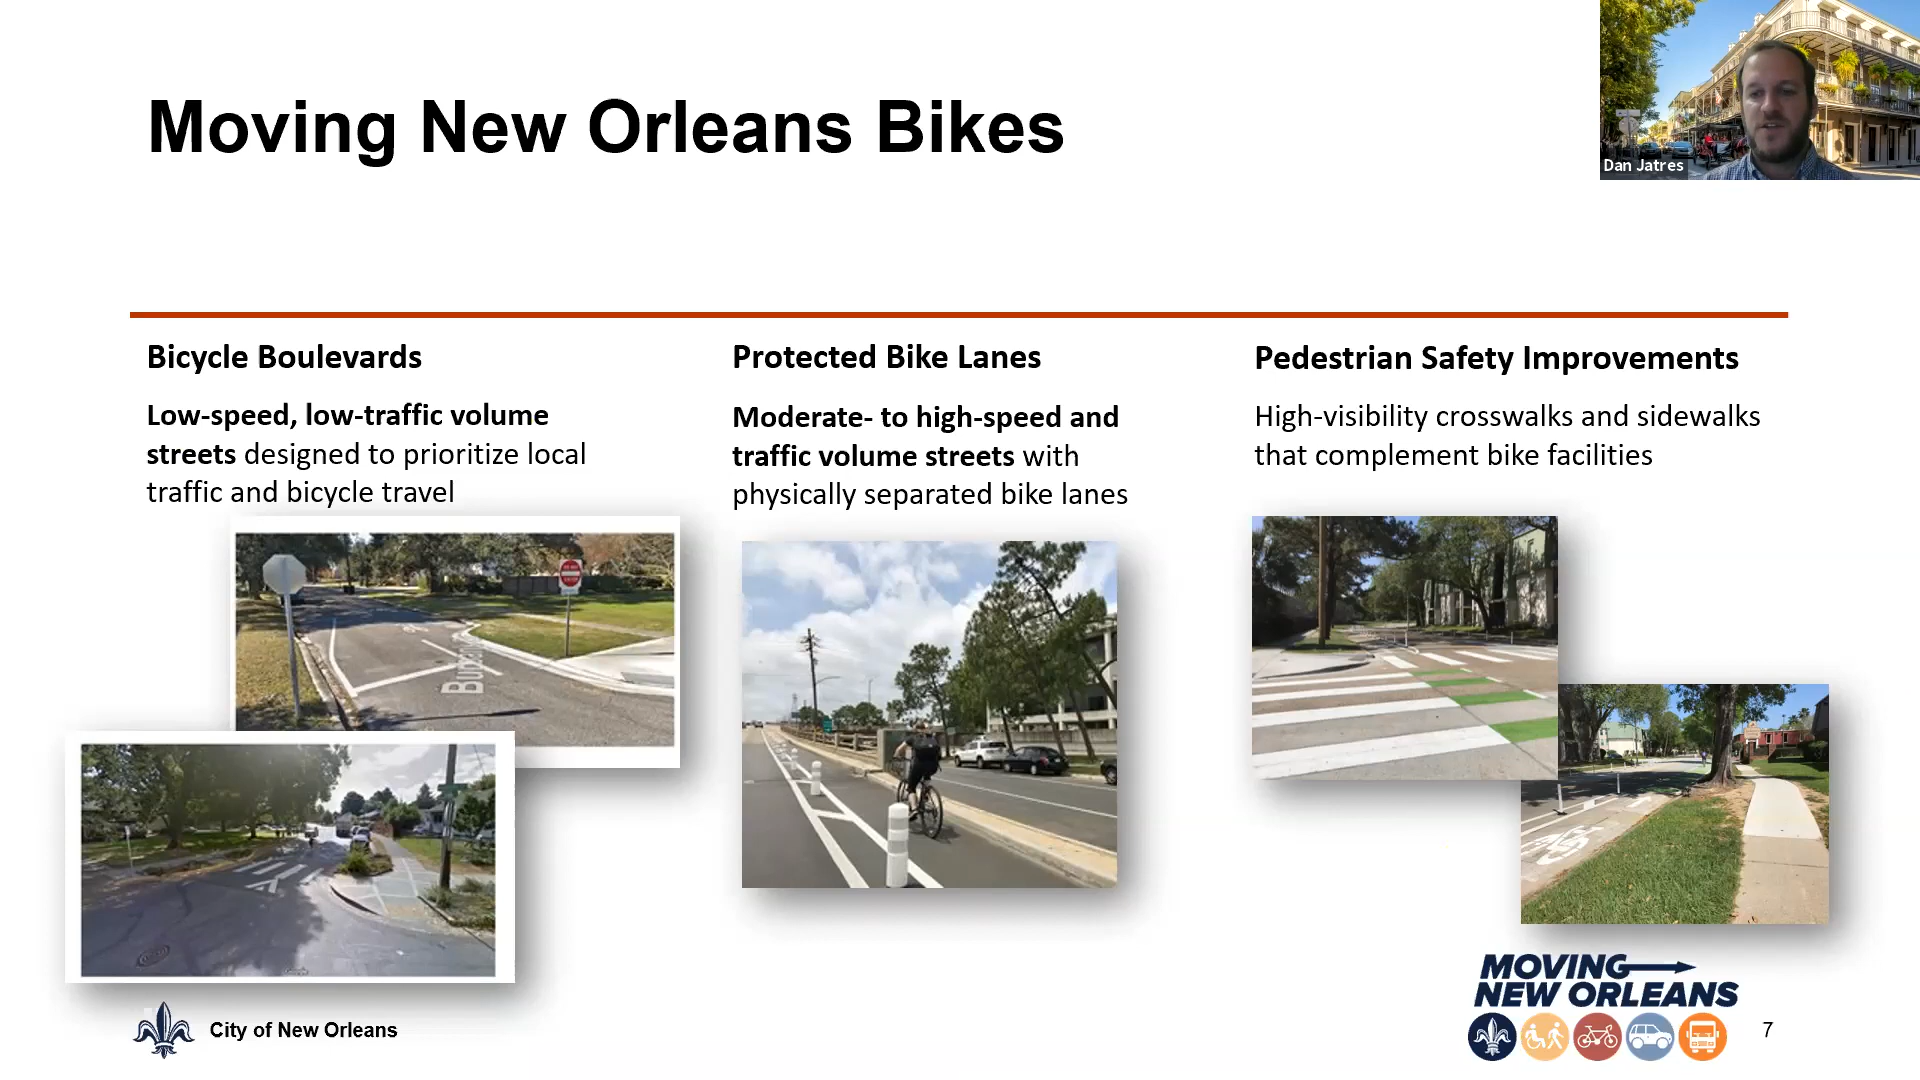 Moving New Orleans Bikes
Dan Jatres
Bicycle Boulevards
Low-speed, low-traffic volume
streets designed to prioritize local
traffic and bicycle travel
Protected Bike Lanes
Moderate- to high-speed and
traffic volume streets with
physically separated bike lanes
Pedestrian Safety Improvements
High-visibility crosswalks and sidewalks
that complement bike facilities
City of New Orleans
MOVING
NEW ORLEANS
7